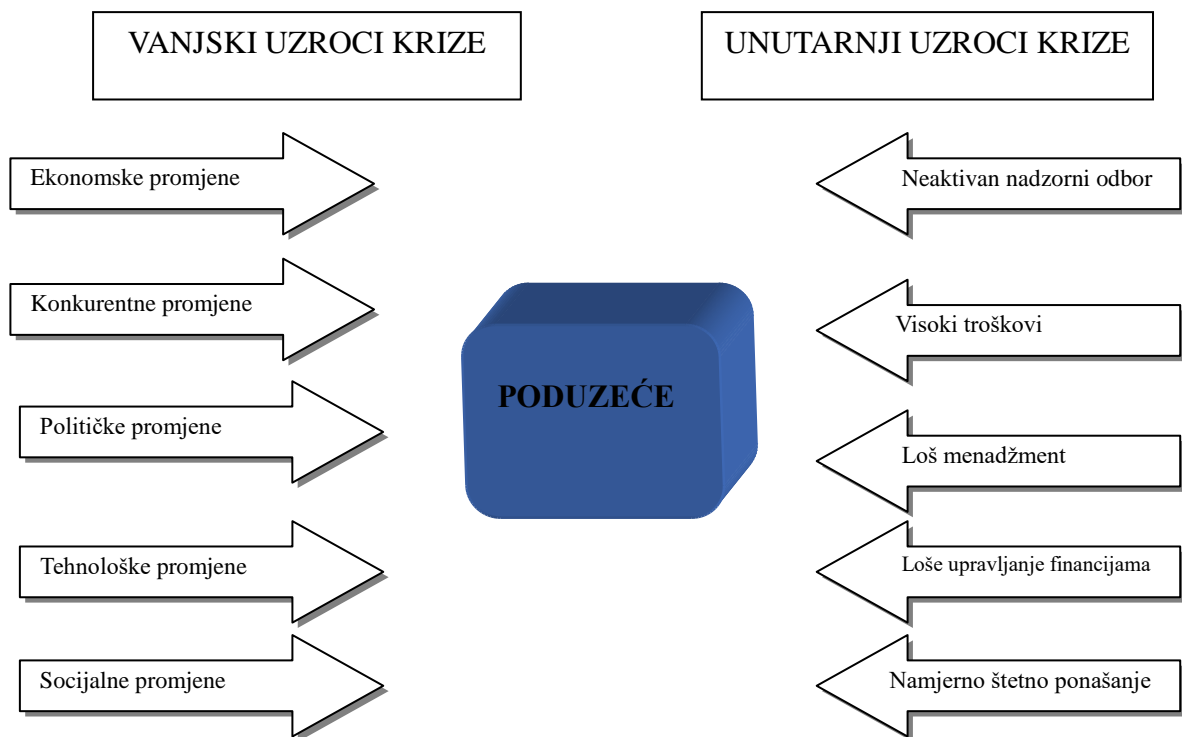 VANJSKI UZROCI KRIZE
UNUTARNJI UZROCI KRIZE
Ekonomske promjene
Neaktivan nadzorni odbor
Konkurentne promjene
Visoki troškovi
PODUZEĆE
Političke promjene
Loš menadžment
Tehnološke promjene
Loše upravljanje financijama
Socijalne promjene
Namjerno štetno ponašanje